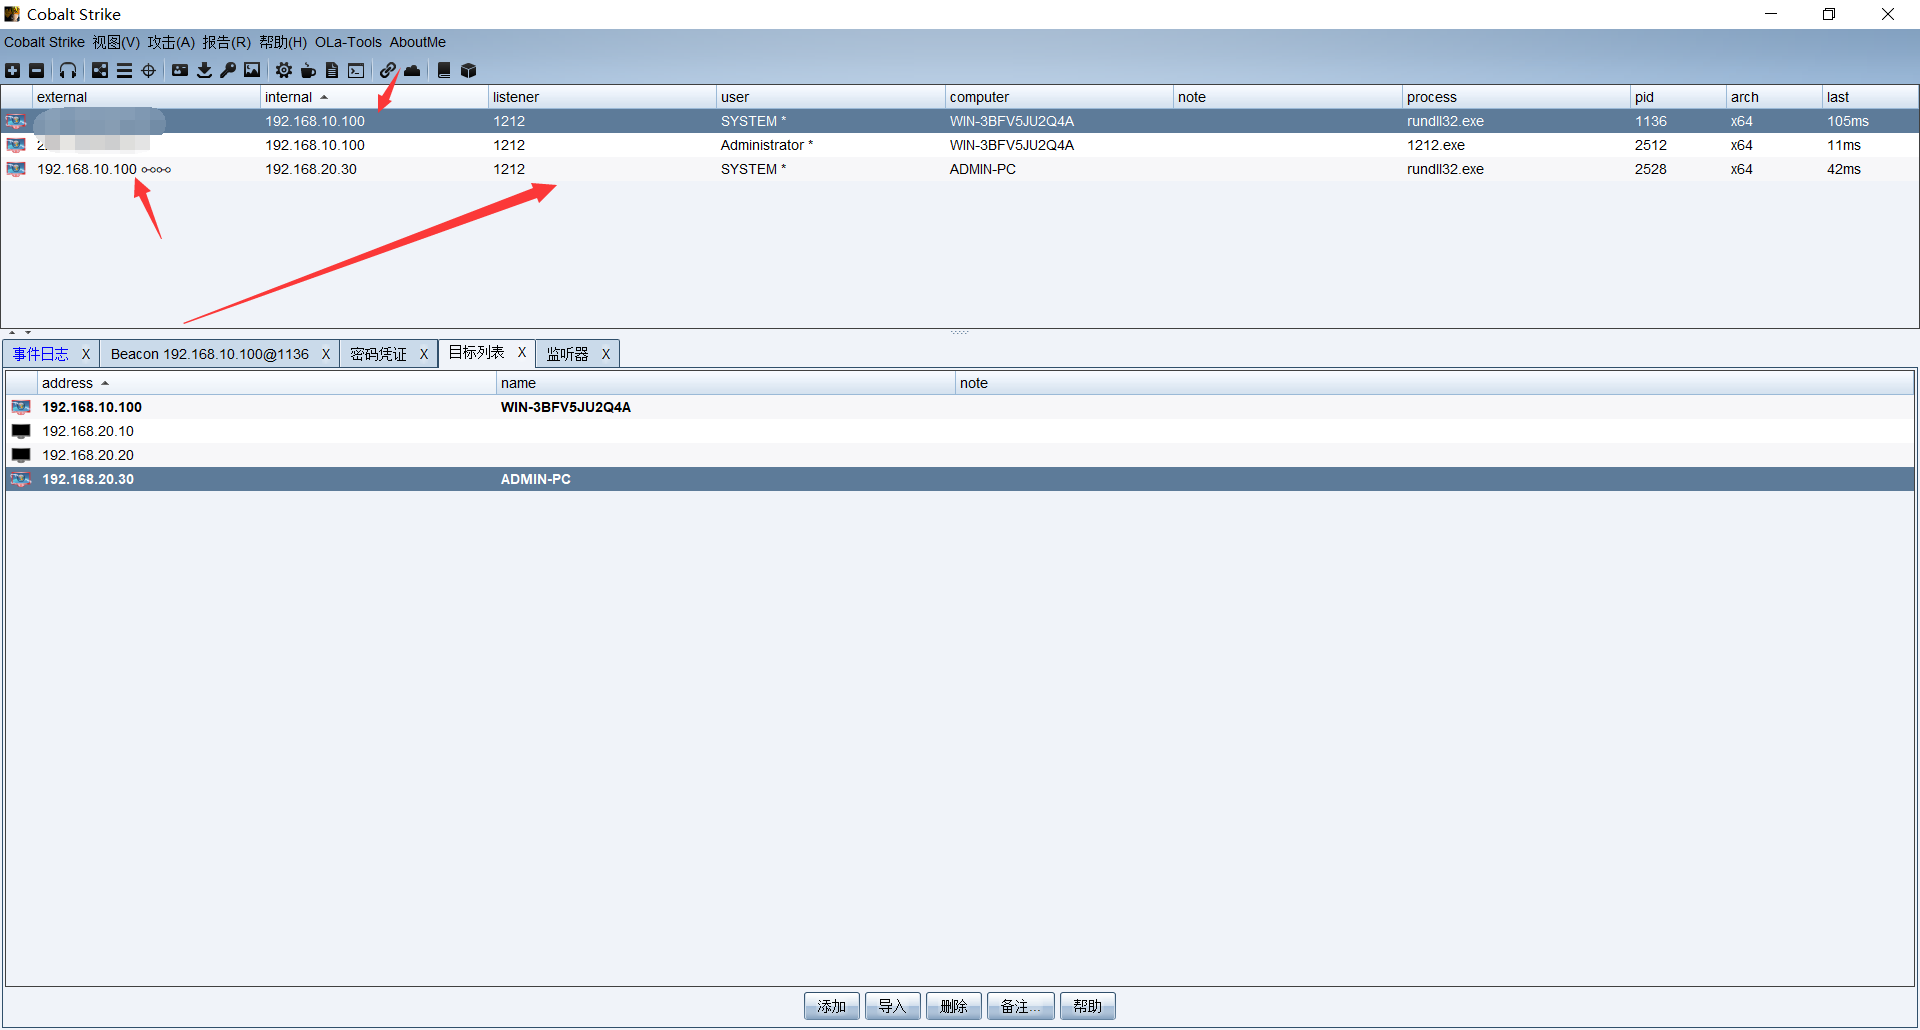 Cobalt Strike
Cobalt Strike 视图(V) 攻击(A) 报告(R) 帮助(H) OLa-Tools AboutMe
external internal listener user computer note process pid arch last
192.168.10.100 1212 SYSTEM * WIN-3BFV5JU2Q4A rundll32.exe 1136 x64 105ms
2 192.168.10.100 1212 Administrator * WIN-3BFV5JU2Q4A 1212.exe 2512 x64 11ms
192.168.10.100 192.168.20.30 1212 SYSTEM * ADMIN-PC rundll32.exe 2528 x64 42ms
事件日志 X Beacon 192.168.10.100@1136 X 密码凭证 X 目标列表 X 监听器 X
address name note
192.168.10.100 WIN-3BFV5JU2Q4A
192.168.20.10
192.168.20.20
192.168.20.30 ADMIN-PC
添加 导入 删除 备注... 帮助